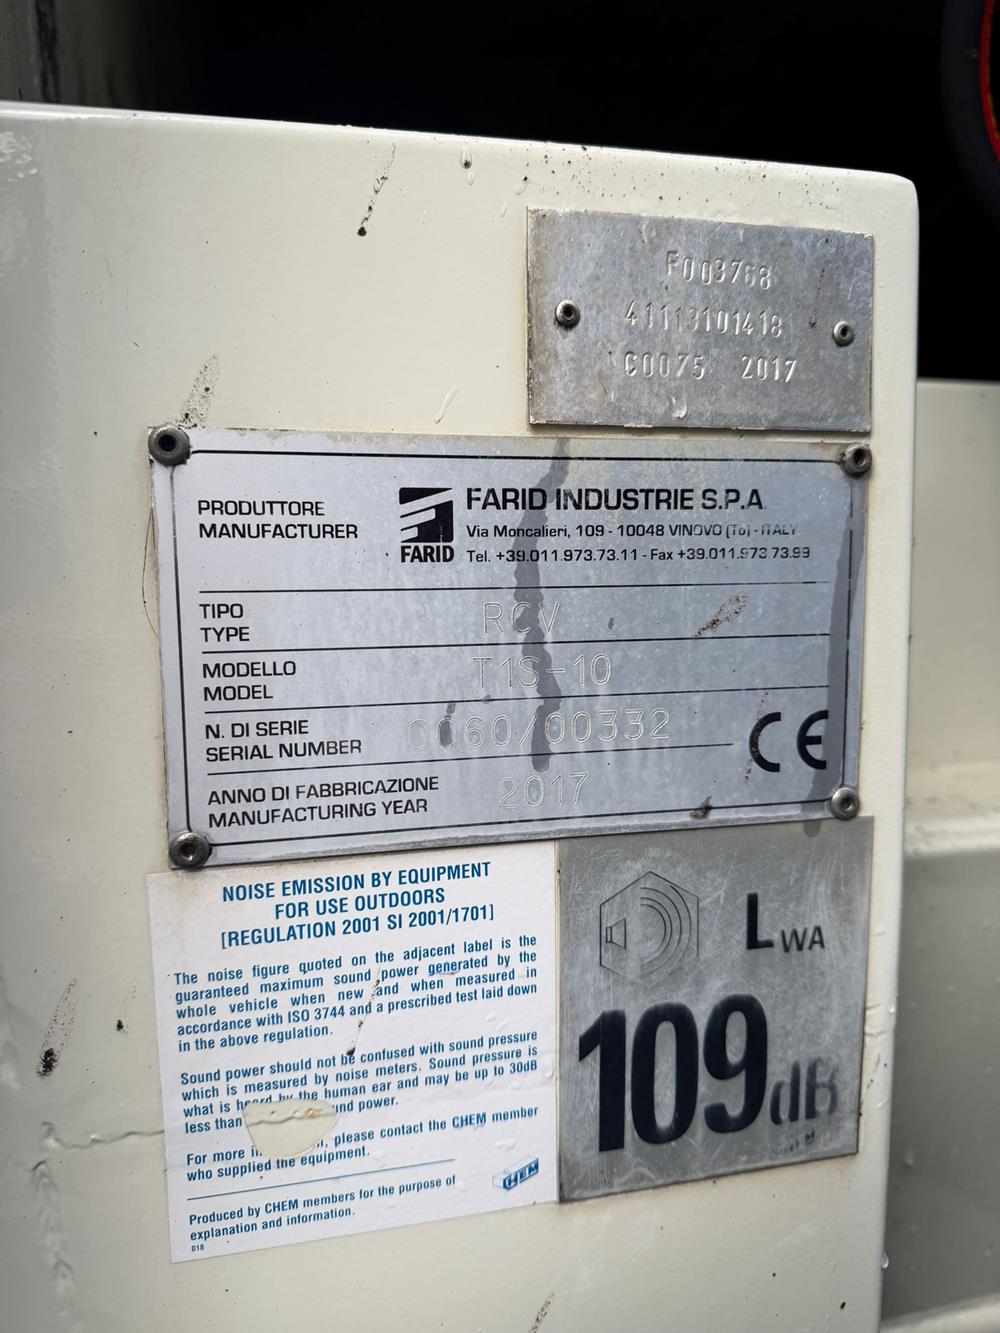 F003768
41113101418
C0075 2017
PRODUTTORE
MANUFACTURER
FARID
FARID INDUSTRIE S.P.A
Via Moncalieri, 109 - 10048 VINOVO (To) - ITALY
Tel. +39.011.973.73.11 - Fax +39.011.973 73.99
TIPO
TYPE
RCV
MODELLO
MODEL
T1S-10
N. DI SERIE
SERIAL NUMBER
0060/00332
CE
ANNO DI FABBRICAZIONE
MANUFACTURING YEAR
2017
NOISE EMISSION BY EQUIPMENT
FOR USE OUTDOORS
[REGULATION 2001 SI 2001/1701]
The noise figure quoted on the adjacent label is the
guaranteed maximum sound power generated by the
whole vehicle when new and when measured in
accordance with ISO 3744 and a prescribed test laid down
in the above regulation.
Sound power should not be confused with sound pressure
which is measured by noise meters. Sound pressure is
what is heard by the human ear and may be up to 30dB
less than sound power.
For more please contact the CHEM member
who supplied the equipment.
CHEM
Produced by CHEM members for the purpose of
explanation and information.
018
LWA
109dB